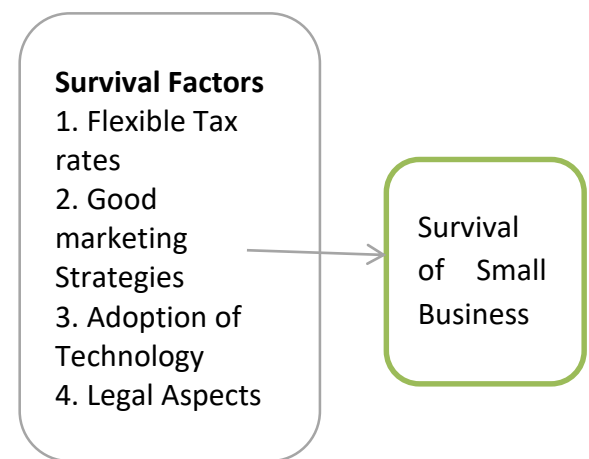 Survival Factors
1. Flexible Tax
rates
2. Good
marketing
Strategies
3. Adoption of
Technology
4. Legal Aspects
Survival
of Small
Business